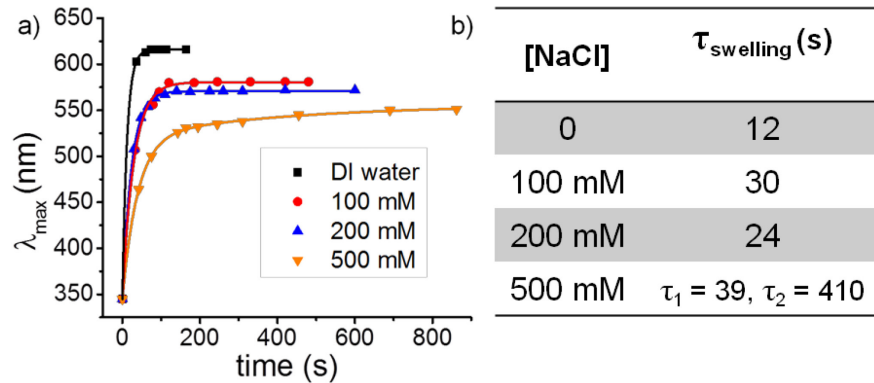 a)
650
600
550
500
450
400
350
λmax (nm)
0 200 400 600 800
time (s)
DI water
100 mM
200 mM
500 mM
b)
[NaCl] τswelling (s)
0 12
100 mM 30
200 mM 24
500 mM τ1 = 39, τ2 = 410